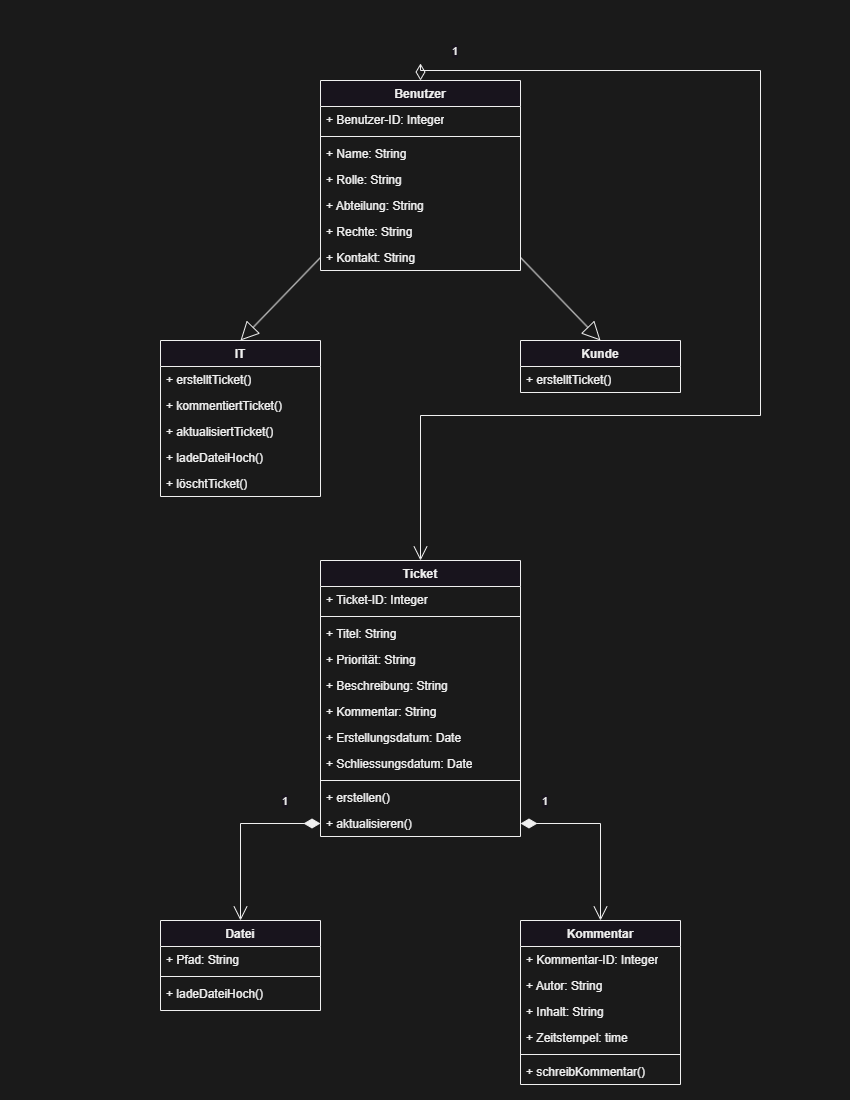 1
Benutzer
+ Benutzer-ID: Integer
+ Name: String
+ Rolle: String
+ Abteilung: String
+ Rechte: String
+ Kontakt: String
IT
+ erstelltTicket()
+ kommentiertTicket()
+ aktualisiertTicket()
+ ladeDateiHoch()
+ löschtTicket()
Kunde
+ erstelltTicket()
Ticket
+ Ticket-ID: Integer
+ Titel: String
+ Priorität: String
+ Beschreibung: String
+ Kommentar: String
+ Erstellungsdatum: Date
+ Schliessungsdatum: Date
+ erstellen()
+ aktualisieren()
1
1
Datei
+ Pfad: String
+ ladeDateiHoch()
Kommentar
+ Kommentar-ID: Integer
+ Autor: String
+ Inhalt: String
+ Zeitstempel: time
+ schreibKommentar()